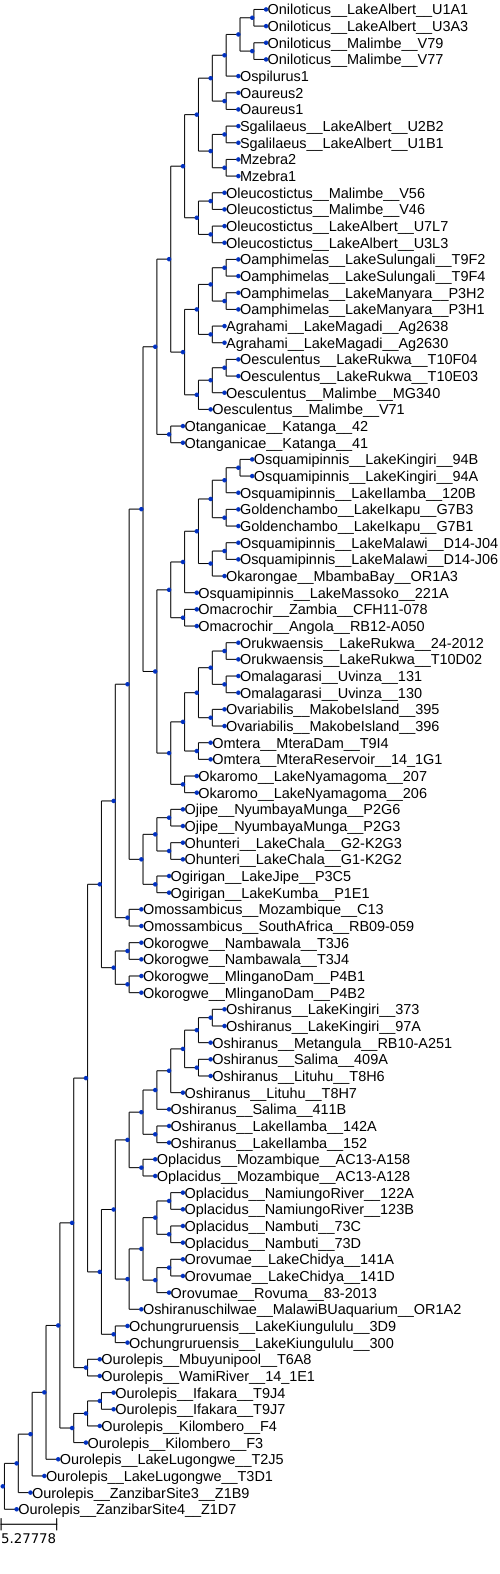 Oniloticus__LakeAlbert__U1A1
Oniloticus__LakeAlbert__U3A3
Oniloticus__Malimbe__V79
Oniloticus__Malimbe__V77
Ospilurus1
Oaureus2
Oaureus1
Sgalilaeus__LakeAlbert__U2B2
Sgalilaeus__LakeAlbert__U1B1
Mzebra2
Mzebra1
Oleucostictus__Malimbe__V56
Oleucostictus__Malimbe__V46
Oleucostictus__LakeAlbert__U7L7
Oleucostictus__LakeAlbert__U3L3
Oamphimelas__LakeSulungali__T9F2
Oamphimelas__LakeSulungali__T9F4
Oamphimelas__LakeManyara__P3H2
Oamphimelas__LakeManyara__P3H1
Agrahami__LakeMagadi__Ag2638
Agrahami__LakeMagadi__Ag2630
Oesculentus__LakeRukwa__T10F04
Oesculentus__LakeRukwa__T10E03
Oesculentus__Malimbe__MG340
Oesculentus__Malimbe__V71
Otanganicae__Katanga__42
Otanganicae__Katanga__41
Osquamipinnis__LakeKingiri__94B
Osquamipinnis__LakeKingiri__94A
Osquamipinnis__LakeIlamba__120B
Goldenchambo__LakeIkapu__G7B3
Goldenchambo__LakeIkapu__G7B1
Osquamipinnis__LakeMalawi__D14-J04
Osquamipinnis__LakeMalawi__D14-J06
Okarongae__MbambaBay__OR1A3
Osquamipinnis__LakeMassoko__221A
Omacrochir__Zambia__CFH11-078
Omacrochir__Angola__RB12-A050
Orukwaensis__LakeRukwa__24-2012
Orukwaensis__LakeRukwa__T10D02
Omalagarasi__Uvinza__131
Omalagarasi__Uvinza__130
Ovariabilis__MakobeIsland__395
Ovariabilis__MakobeIsland__396
Omtera__MteraDam__T9I4
Omtera__MteraReservoir__14_1G1
Okaromo__LakeNyamagoma__207
Okaromo__LakeNyamagoma__206
Ojipe__NyumbayaMunga__P2G6
Ojipe__NyumbayaMunga__P2G3
Ohunteri__LakeChala__G2-K2G3
Ohunteri__LakeChala__G1-K2G2
Ogirigan__LakeJipe__P3C5
Ogirigan__LakeKumba__P1E1
Omossambicus__Mozambique__C13
Omossambicus__SouthAfrica__RB09-059
Okorogwe__Nambawala__T3J6
Okorogwe__Nambawala__T3J4
Okorogwe__MlinganoDam__P4B1
Okorogwe__MlinganoDam__P4B2
Oshiranus__LakeKingiri__373
Oshiranus__LakeKingiri__97A
Oshiranus__Metangula__RB10-A251
Oshiranus__Salima__409A
Oshiranus__Lituhu__T8H6
Oshiranus__Lituhu__T8H7
Oshiranus__Salima__411B
Oshiranus__LakeIlamba__142A
Oshiranus__LakeIlamba__152
Oplacidus__Mozambique__AC13-A158
Oplacidus__Mozambique__AC13-A128
Oplacidus__NamiungoRiver__122A
Oplacidus__NamiungoRiver__123B
Oplacidus__Nambuti__73C
Oplacidus__Nambuti__73D
Orovumae__LakeChidya__141A
Orovumae__LakeChidya__141D
Orovumae__Rovuma__83-2013
Oshiranuschilwae__MalawiBUaquarium__OR1A2
Ochungruruensis__LakeKiungululu__3D9
Ochungruruensis__LakeKiungululu__300
Ourolepis__Mbuyunipool__T6A8
Ourolepis__WamiRiver__14_1E1
Ourolepis__Ifakara__T9J4
Ourolepis__Ifakara__T9J7
Ourolepis__Kilombero__F4
Ourolepis__Kilombero__F3
Ourolepis__LakeLugongwe__T2J5
Ourolepis__LakeLugongwe__T3D1
Ourolepis__ZanzibarSite3__Z1B9
Ourolepis__ZanzibarSite4__Z1D7
5.27778